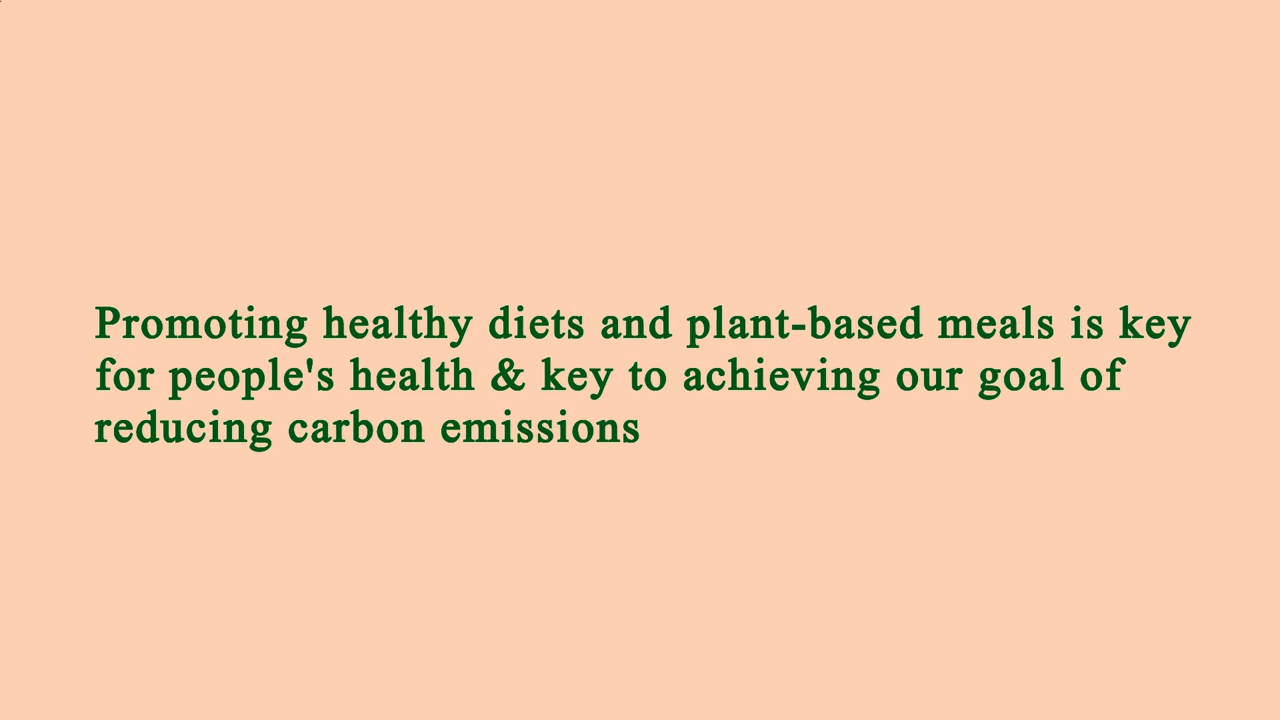 Promoting healthy diets and plant-based meals is key
for people's health & key to achieving our goal of
reducing carbon emissions